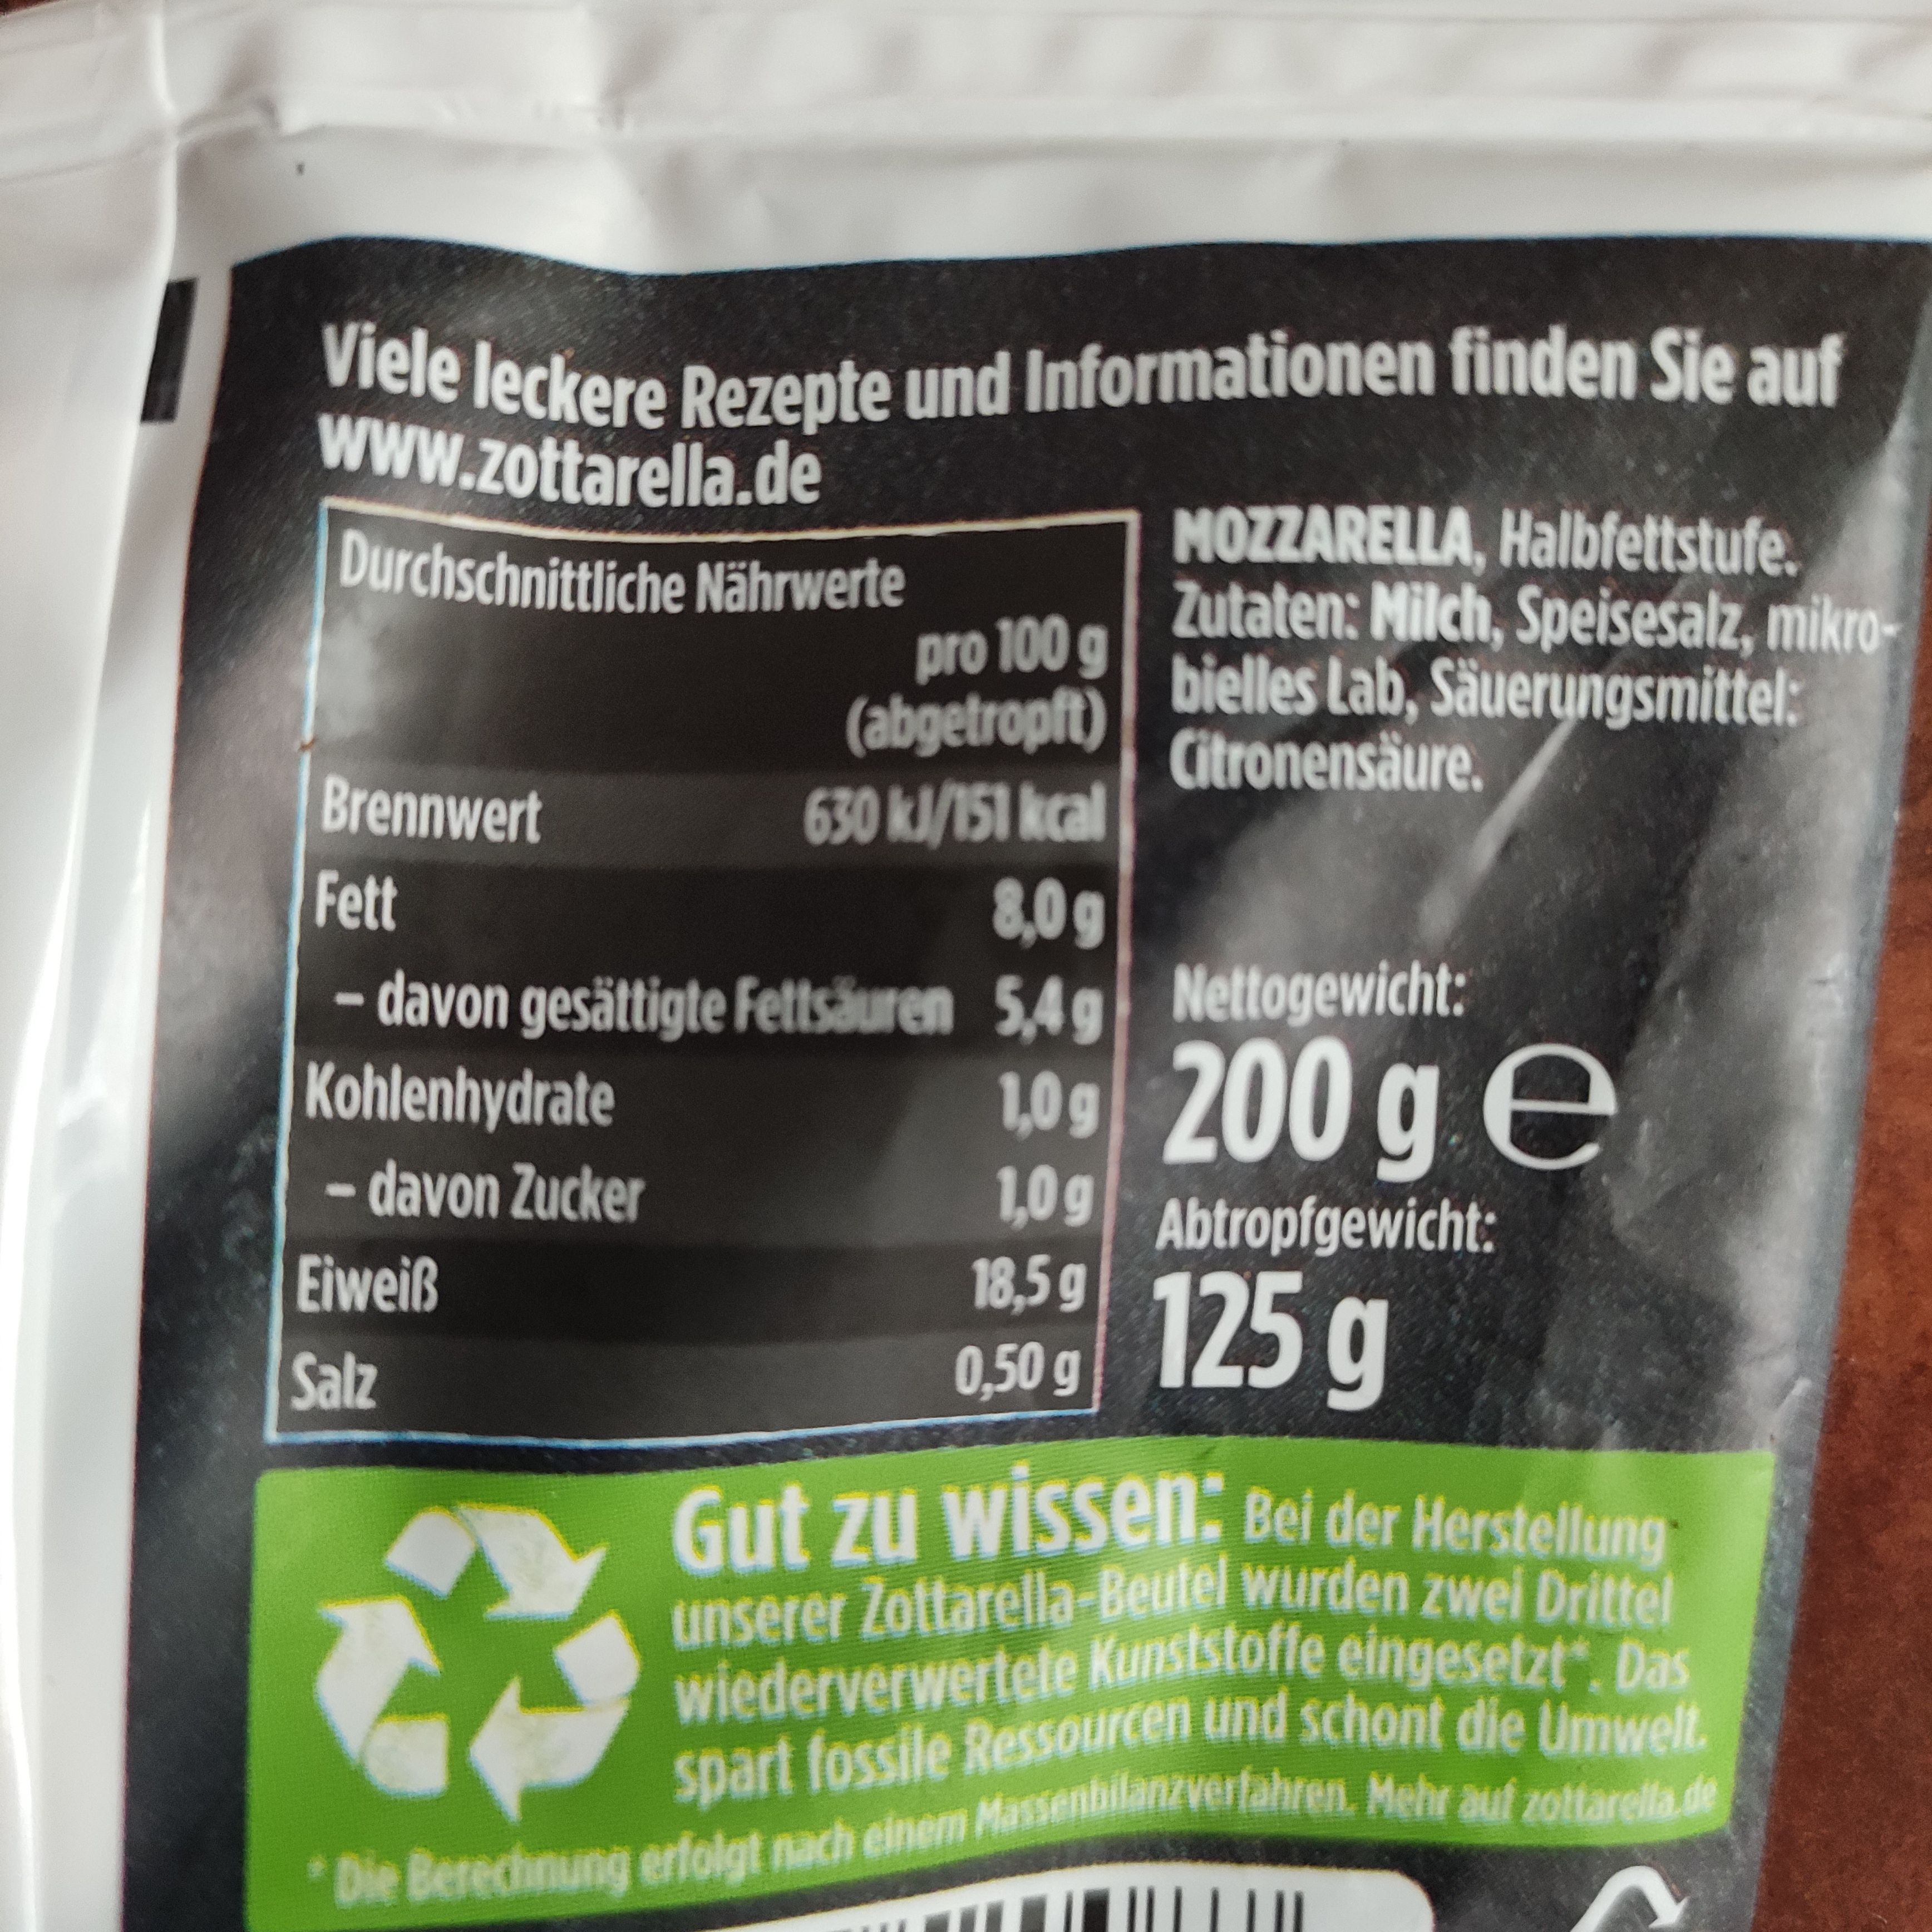 Viele leckere Rezepte und Informationen finden Sie auf
www.zottarella.de
Durchschnittliche Nährwerte
pro 100 g
(abgetropft)
Brennwert 630 kJ/151 kcal
Fett 8,0 g
– davon gesättigte Fettsäuren 5,4 g
Kohlenhydrate 1,0 g
– davon Zucker 1,0 g
Eiweiß 18,5 g
Salz 0,50 g
MOZZARELLA, Halbfettstufe.
Zutaten: Milch, Speisesalz, mikro-
bielles Lab, Säuerungsmittel:
Citronensäure.
Nettogewicht:
200 g ℮
Abtropfgewicht:
125 g
Gut zu wissen: Bei der Herstellung
unserer Zottarella-Beutel wurden zwei Drittel
wiederverwertete Kunststoffe eingesetzt*. Das
spart fossile Ressourcen und schont die Umwelt.
* Die Berechnung erfolgt nach einem Massenbilanzverfahren. Mehr auf zottarella.de